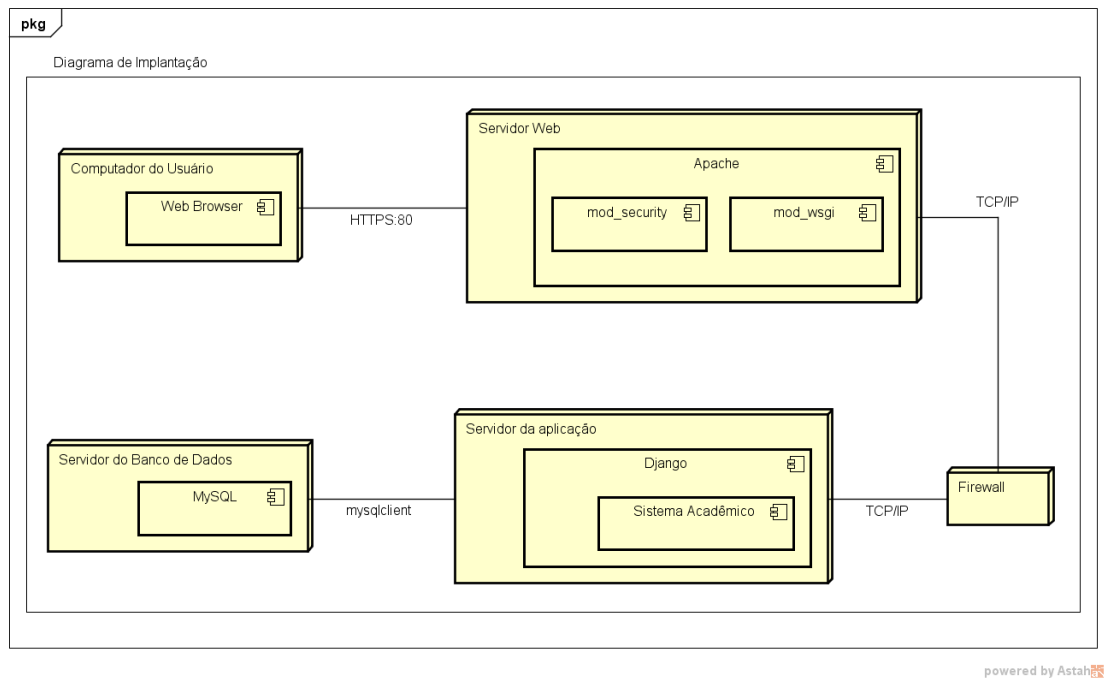 pkg
Diagrama de Implantação
Servidor Web
Computador do Usuário
Apache
Web Browser
mod_security
mod_wsgi
HTTPS:80
TCP/IP
Servidor da aplicação
Servidor do Banco de Dados
Django
MySQL
Sistema Acadêmico
Firewall
mysqlclient
TCP/IP
powered by Astah